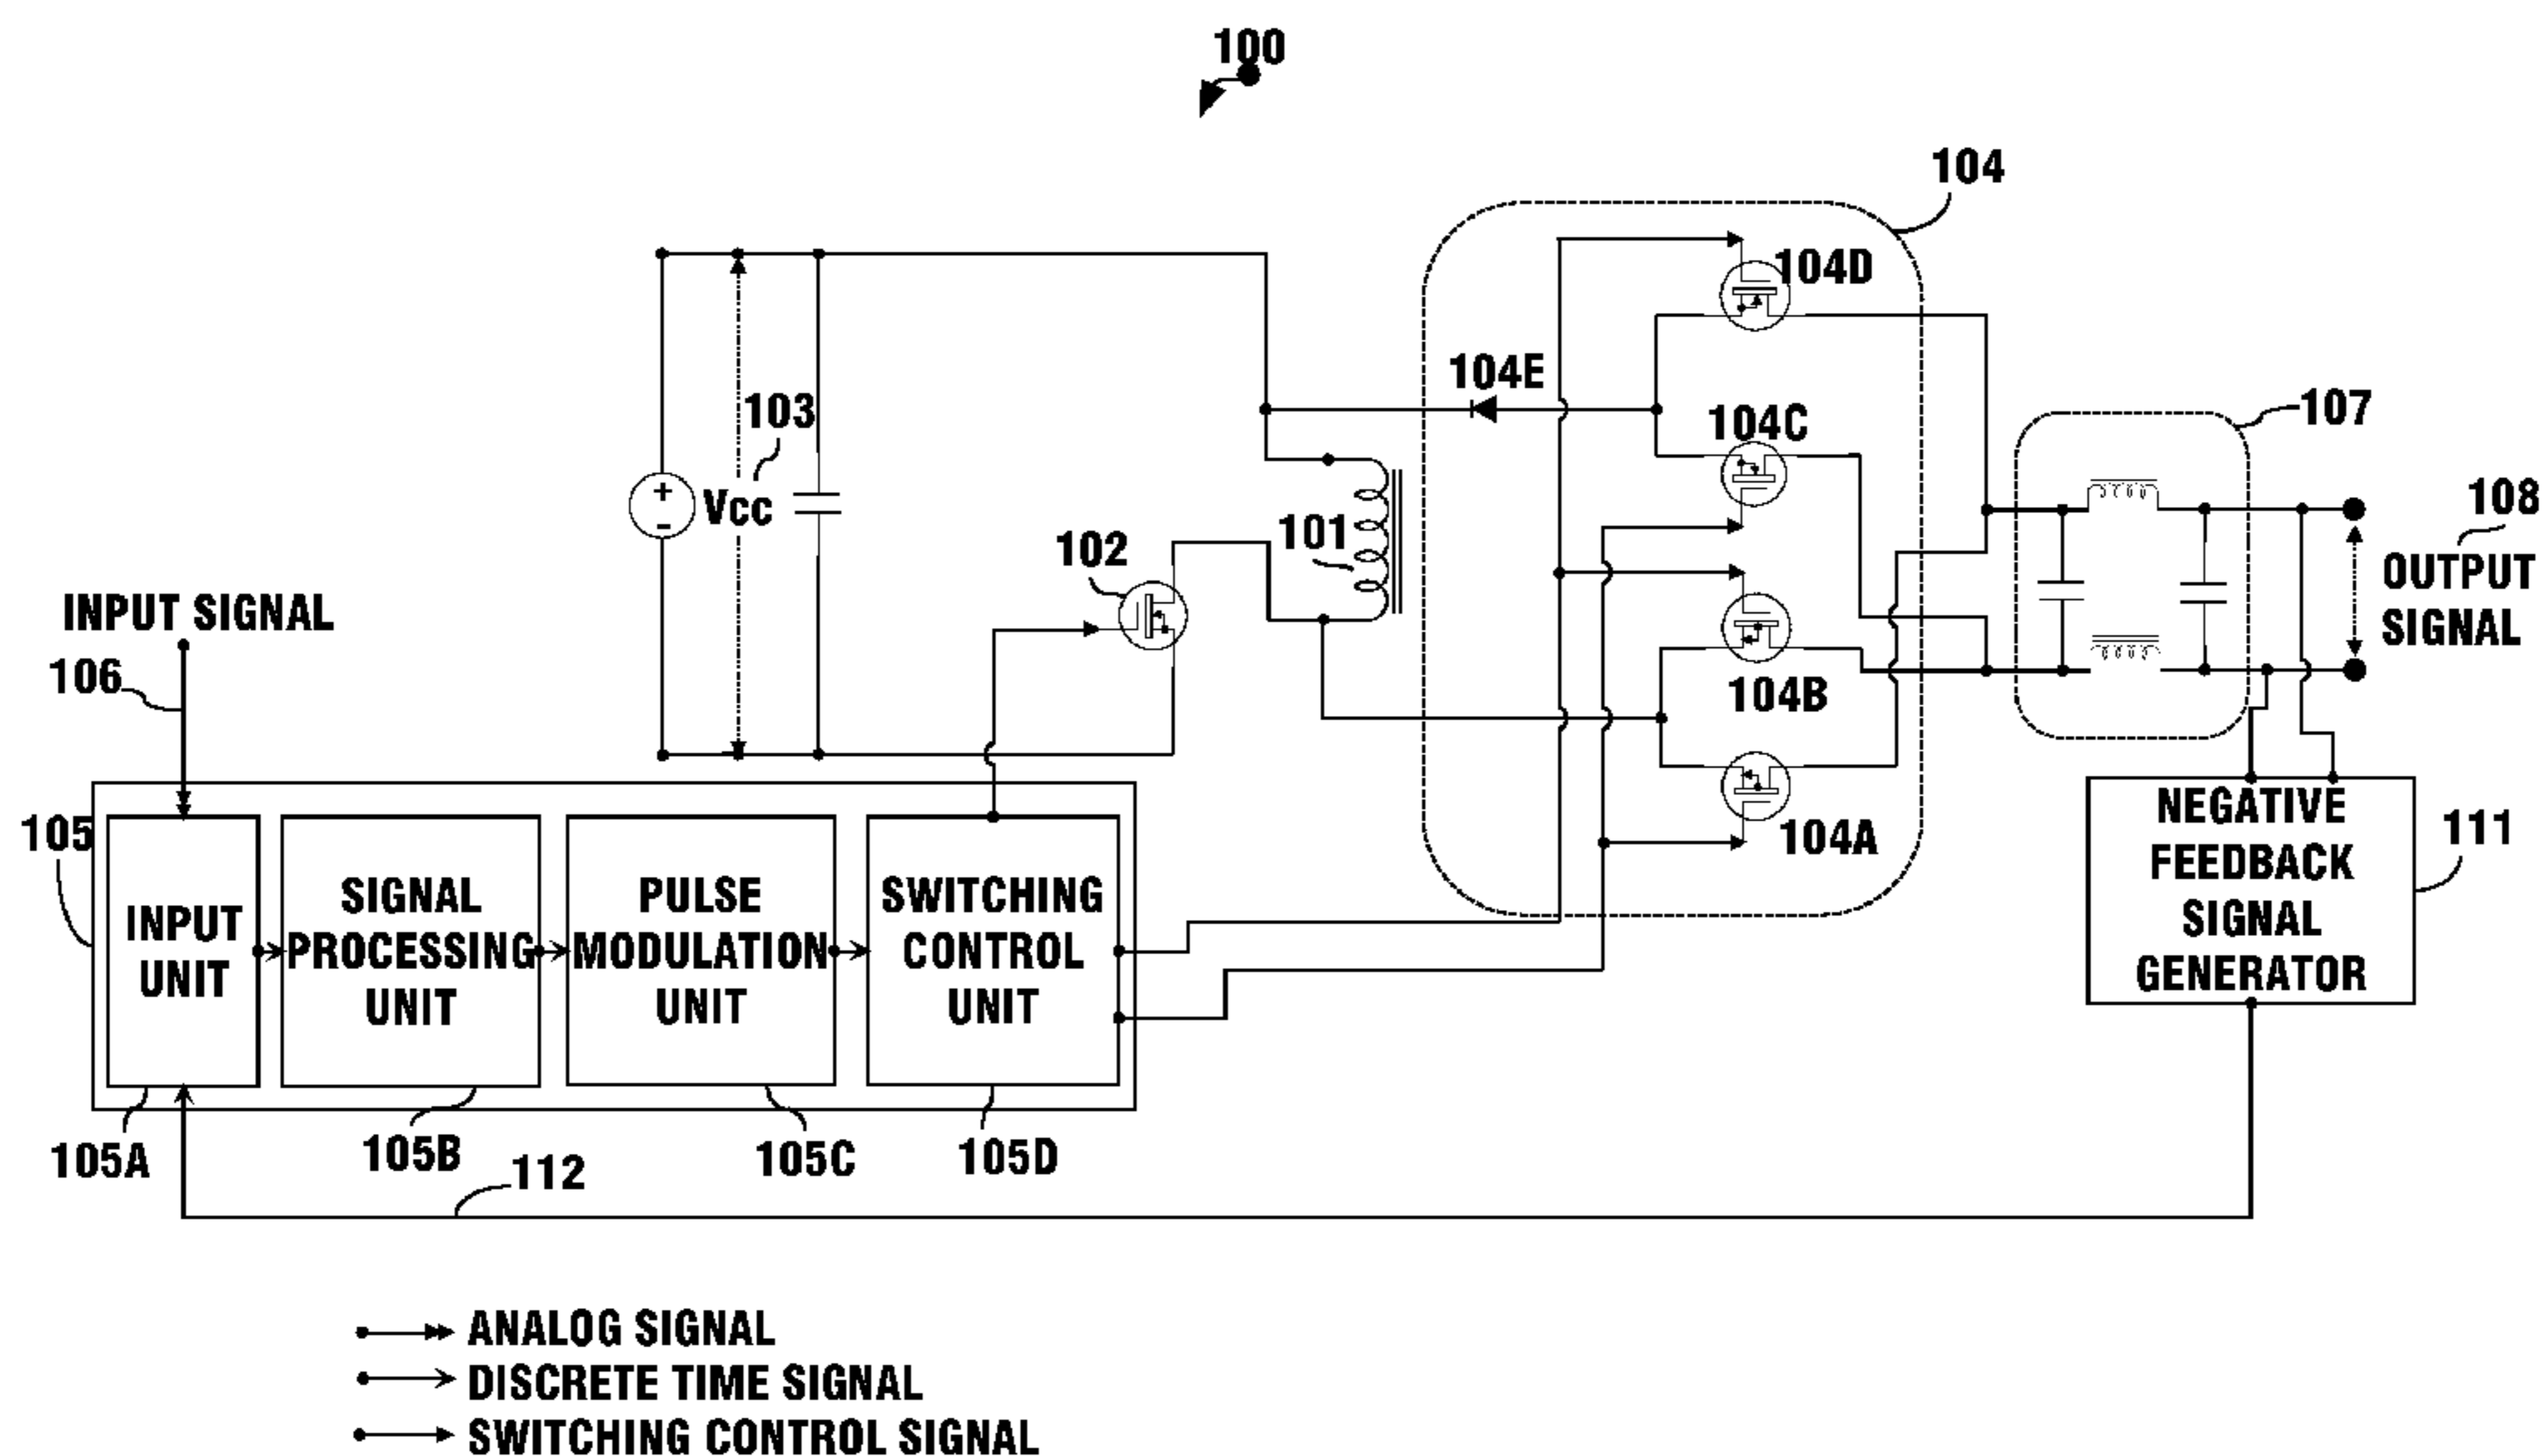 100
104
104D
104E
103
104C
107
+
-
Vcc
101
102
108
OUTPUT
SIGNAL
INPUT SIGNAL
106
104B
104A
105
INPUT
UNIT
SIGNAL
PROCESSING
UNIT
PULSE
MODULATION
UNIT
SWITCHING
CONTROL
UNIT
NEGATIVE
FEEDBACK
SIGNAL
GENERATOR
111
105A
105B
105C
105D
112
ANALOG SIGNAL
DISCRETE TIME SIGNAL
SWITCHING CONTROL SIGNAL